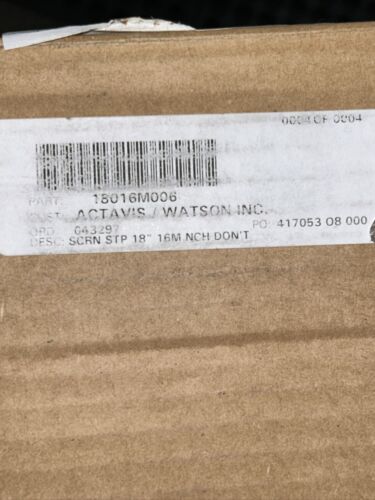 0004 OF 0004
PART: 18016M006
CUST: ACTAVIS / WATSON INC.
ORD: 043297 PO: 417053 08 000
DESC: SCRN STP 18" 16M NCH DON'T